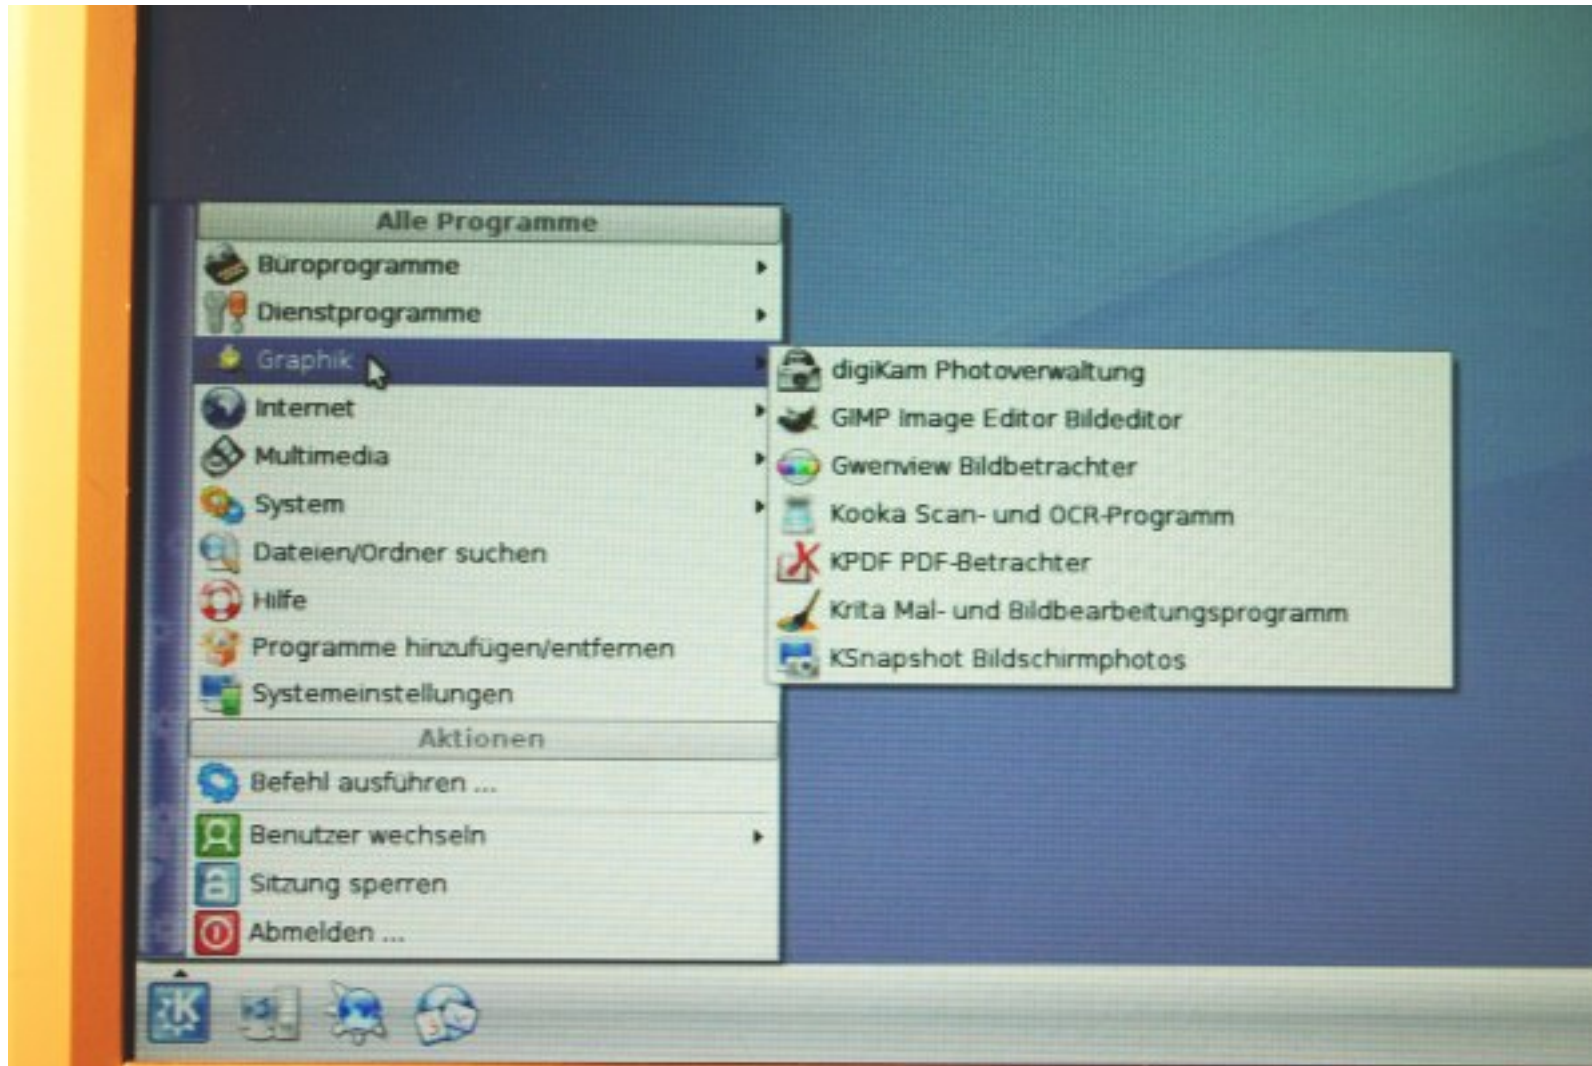 Alle Programme
Büroprogramme
Dienstprogramme
Graphik
Internet
Multimedia
System
Dateien/Ordner suchen
Hilfe
Programme hinzufügen/entfernen
Systemeinstellungen
Aktionen
Befehl ausführen ...
Benutzer wechseln
Sitzung sperren
Abmelden ...
digiKam Photoverwaltung
GIMP Image Editor Bildeditor
Gwenview Bildbetrachter
Kooka Scan- und OCR-Programm
KPDF PDF-Betrachter
Krita Mal- und Bildbearbeitungsprogramm
KSnapshot Bildschirmphotos
K